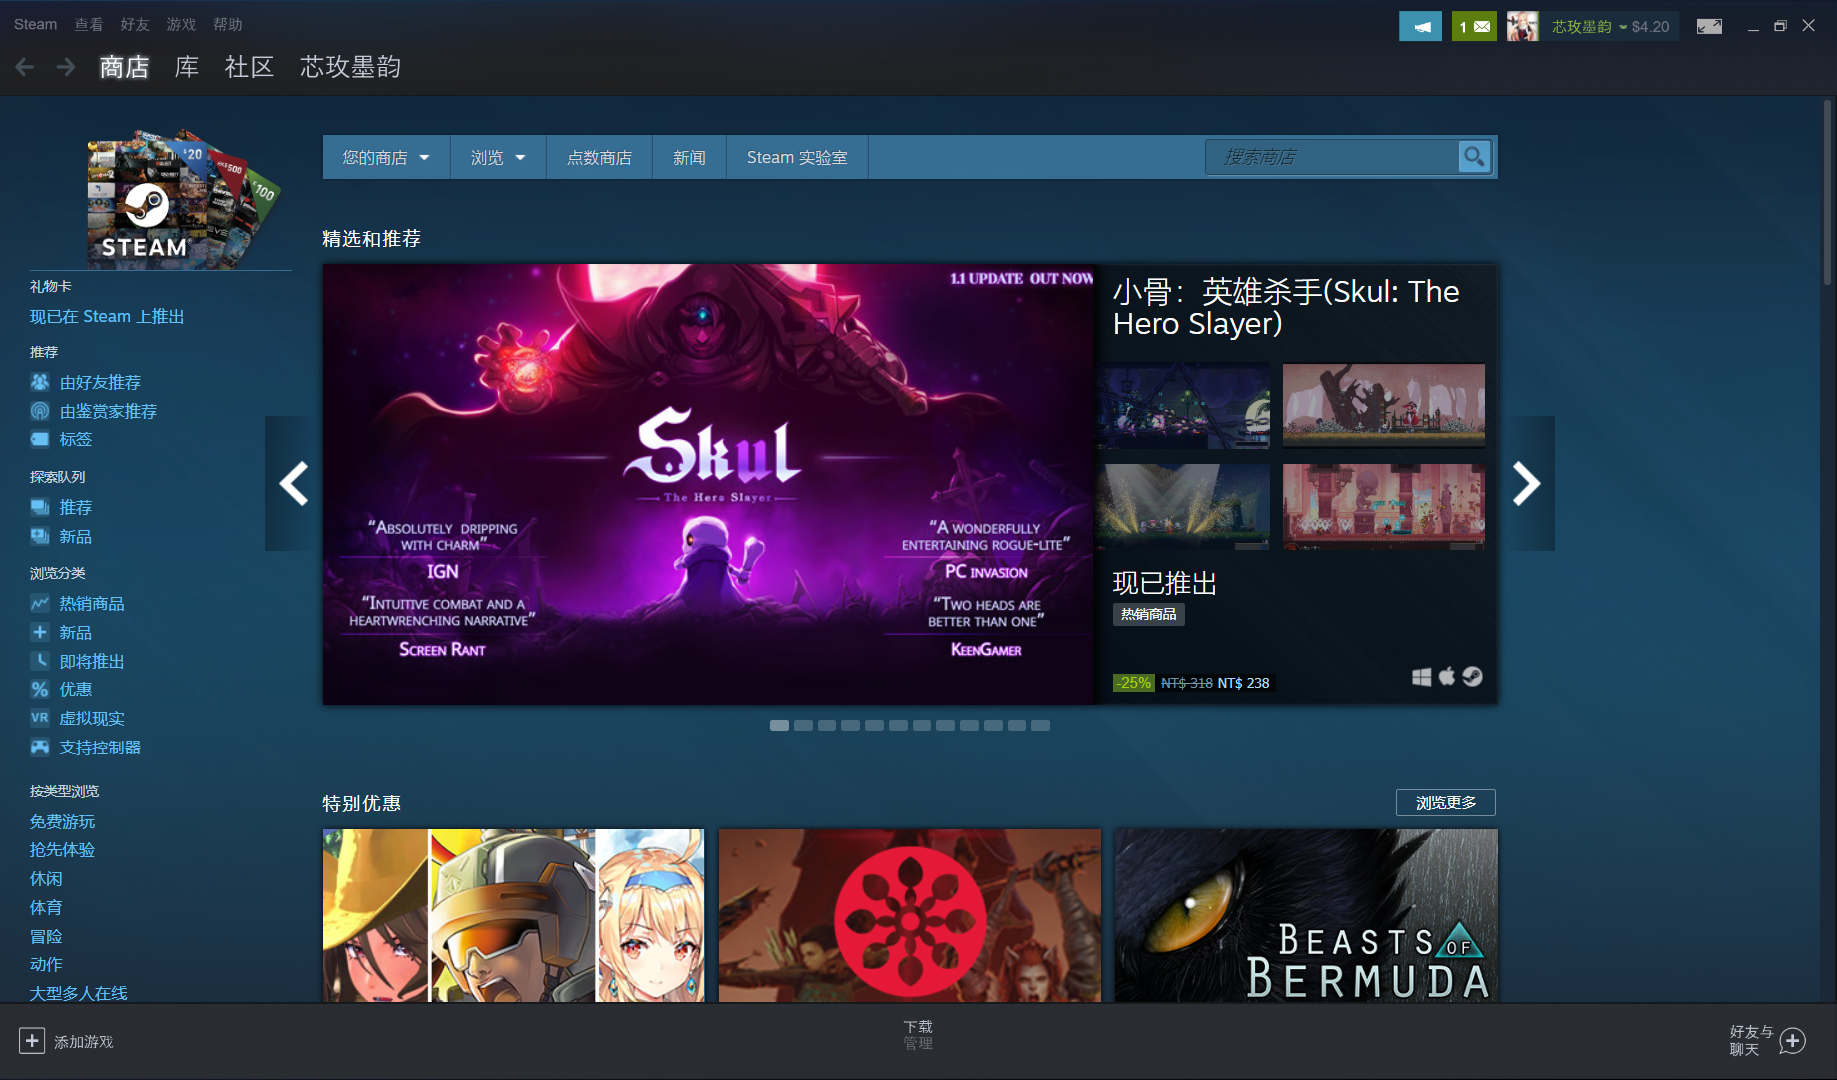 Steam 查看 好友 游戏 帮助
1 芯玫墨韵 $4.20
商店 库 社区 芯玫墨韵
$20
HK$500
€100
STEAM
您的商店 浏览 点数商店 新闻 Steam 实验室 搜索商店
礼物卡
现已在 Steam 上推出
推荐
由好友推荐
由鉴赏家推荐
标签
探索队列
推荐
新品
浏览分类
热销商品
新品
即将推出
% 优惠
VR 虚拟现实
支持控制器
按类型浏览
免费游玩
抢先体验
休闲
体育
冒险
动作
大型多人在线
精选和推荐
1.1 UPDATE OUT NOW
Skul
The Hero Slayer
“ABSOLUTELY DRIPPING
WITH CHARM”
IGN
“INTUITIVE COMBAT AND A
HEARTWRENCHING NARRATIVE”
SCREEN RANT
“A WONDERFULLY
ENTERTAINING ROGUE-LITE”
PC INVASION
“TWO HEADS ARE
BETTER THAN ONE”
KEENGAMER
小骨：英雄杀手(Skul: The
Hero Slayer)
现已推出
热销商品
-25% NT$ 318 NT$ 238
特别优惠 浏览更多
BEASTS OF
BERMUDA
添加游戏
下载
管理
好友与
聊天